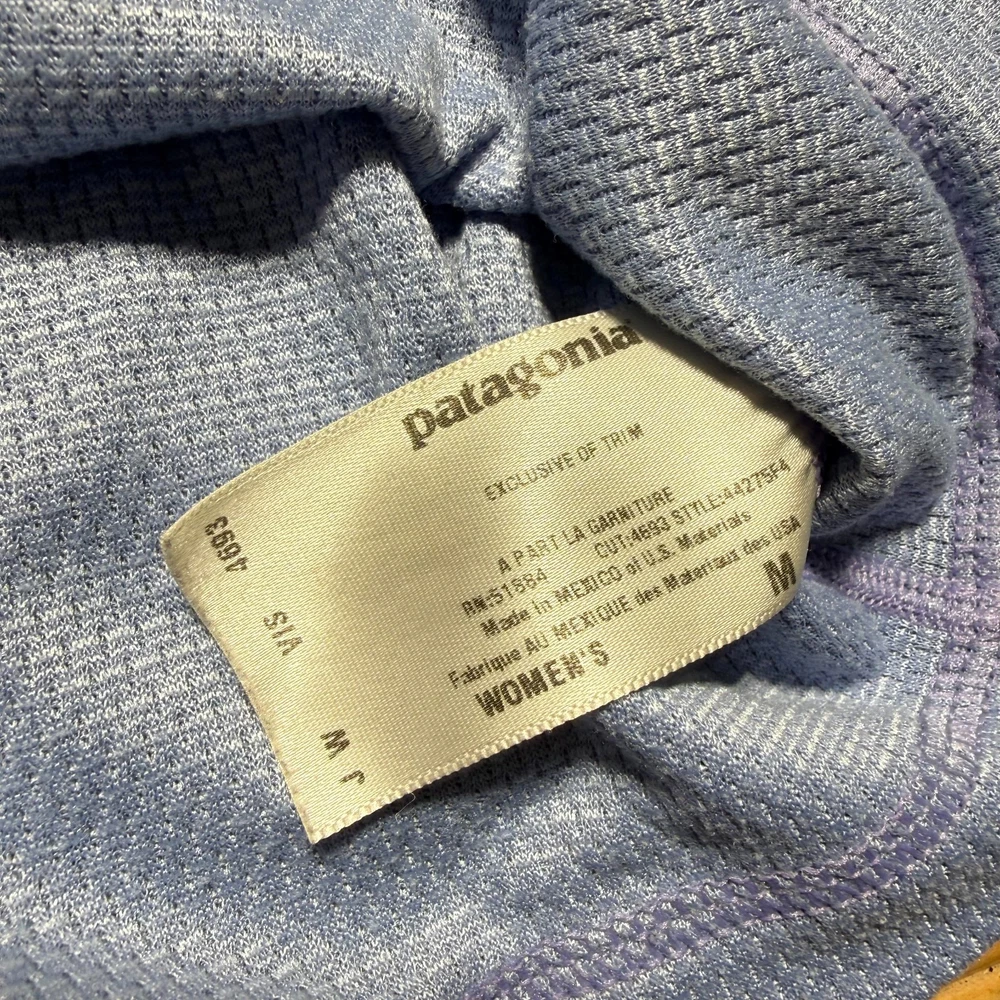 patagonia
EXCLUSIVE OF TRIM
A PART LA GARNITURE
RN:51884 CUT:4693 STYLE:44275F4
Made in MEXICO of U.S. Materials
Fabrique AU MEXIQUE des Materiaux des USA
WOMEN'S M
4693
S/A
M J